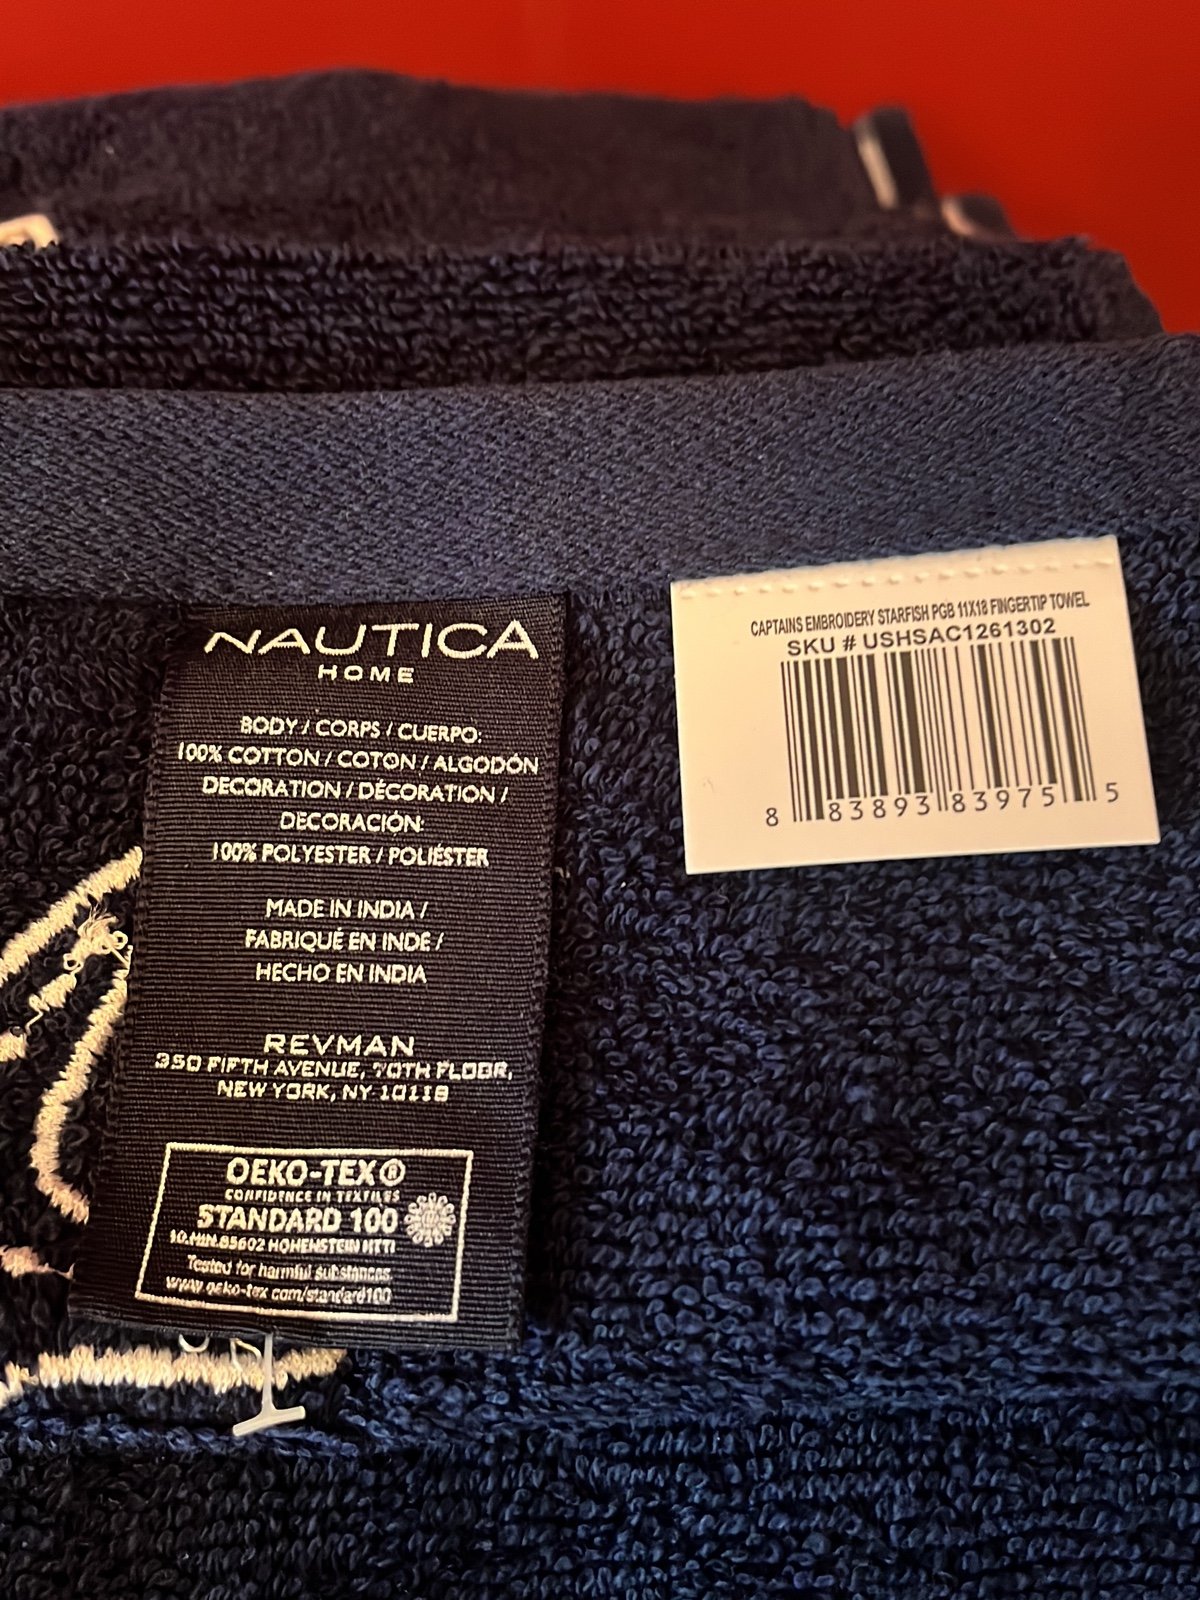 NAUTICA
HOME
BODY / CORPS / CUERPO:
100% COTTON / COTON / ALGODÓN
DECORATION / DÉCORATION /
DECORACIÓN:
100% POLYESTER / POLIÉSTER
MADE IN INDIA /
FABRIQUÉ EN INDE /
HECHO EN INDIA
REVMAN
350 FIFTH AVENUE, 70TH FLOOR,
NEW YORK, NY 10118
OEKO-TEX®
CONFIDENCE IN TEXTILES
STANDARD 100
10.HIN.85602 HOHENSTEIN HTTI
Tested for harmful substances.
www.oeko-tex.com/standard100
CAPTAINS EMBROIDERY STARFISH PGB 11X18 FINGERTIP TOWEL
SKU # USHSAC1261302
8 83893 83975 5